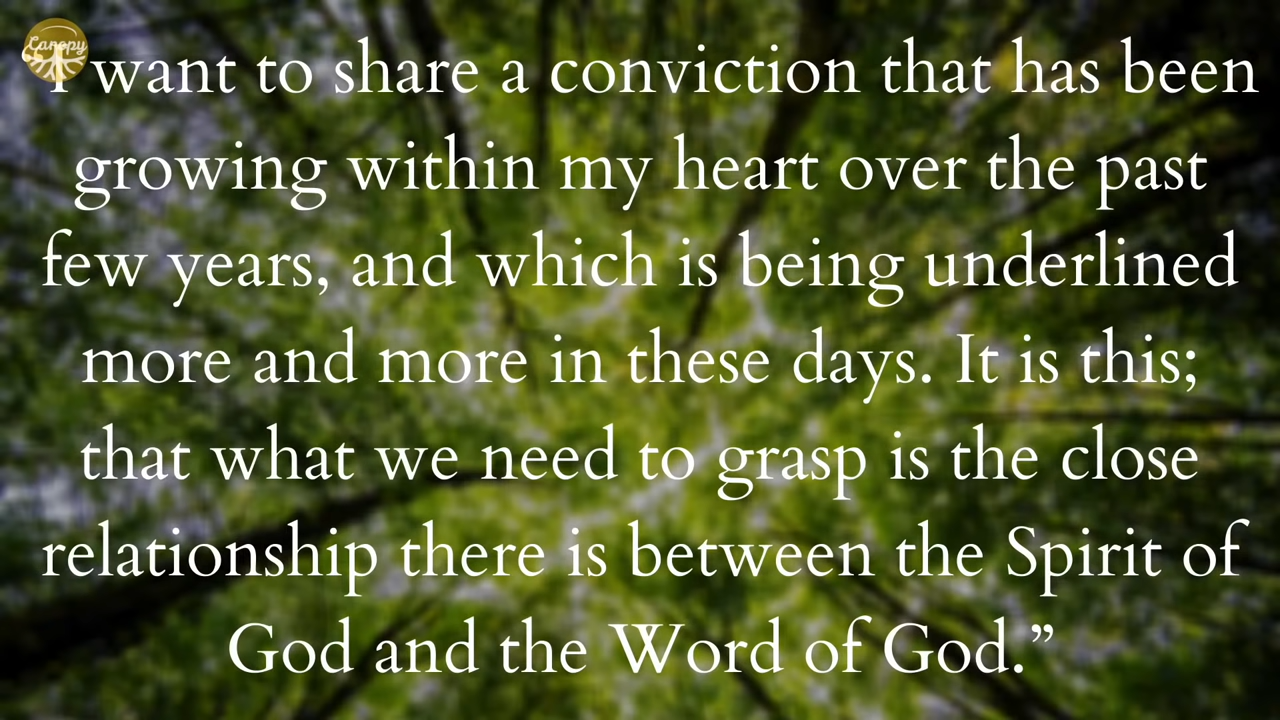 Canopy
“I want to share a conviction that has been
growing within my heart over the past
few years, and which is being underlined
more and more in these days. It is this;
that what we need to grasp is the close
relationship there is between the Spirit of
God and the Word of God.”